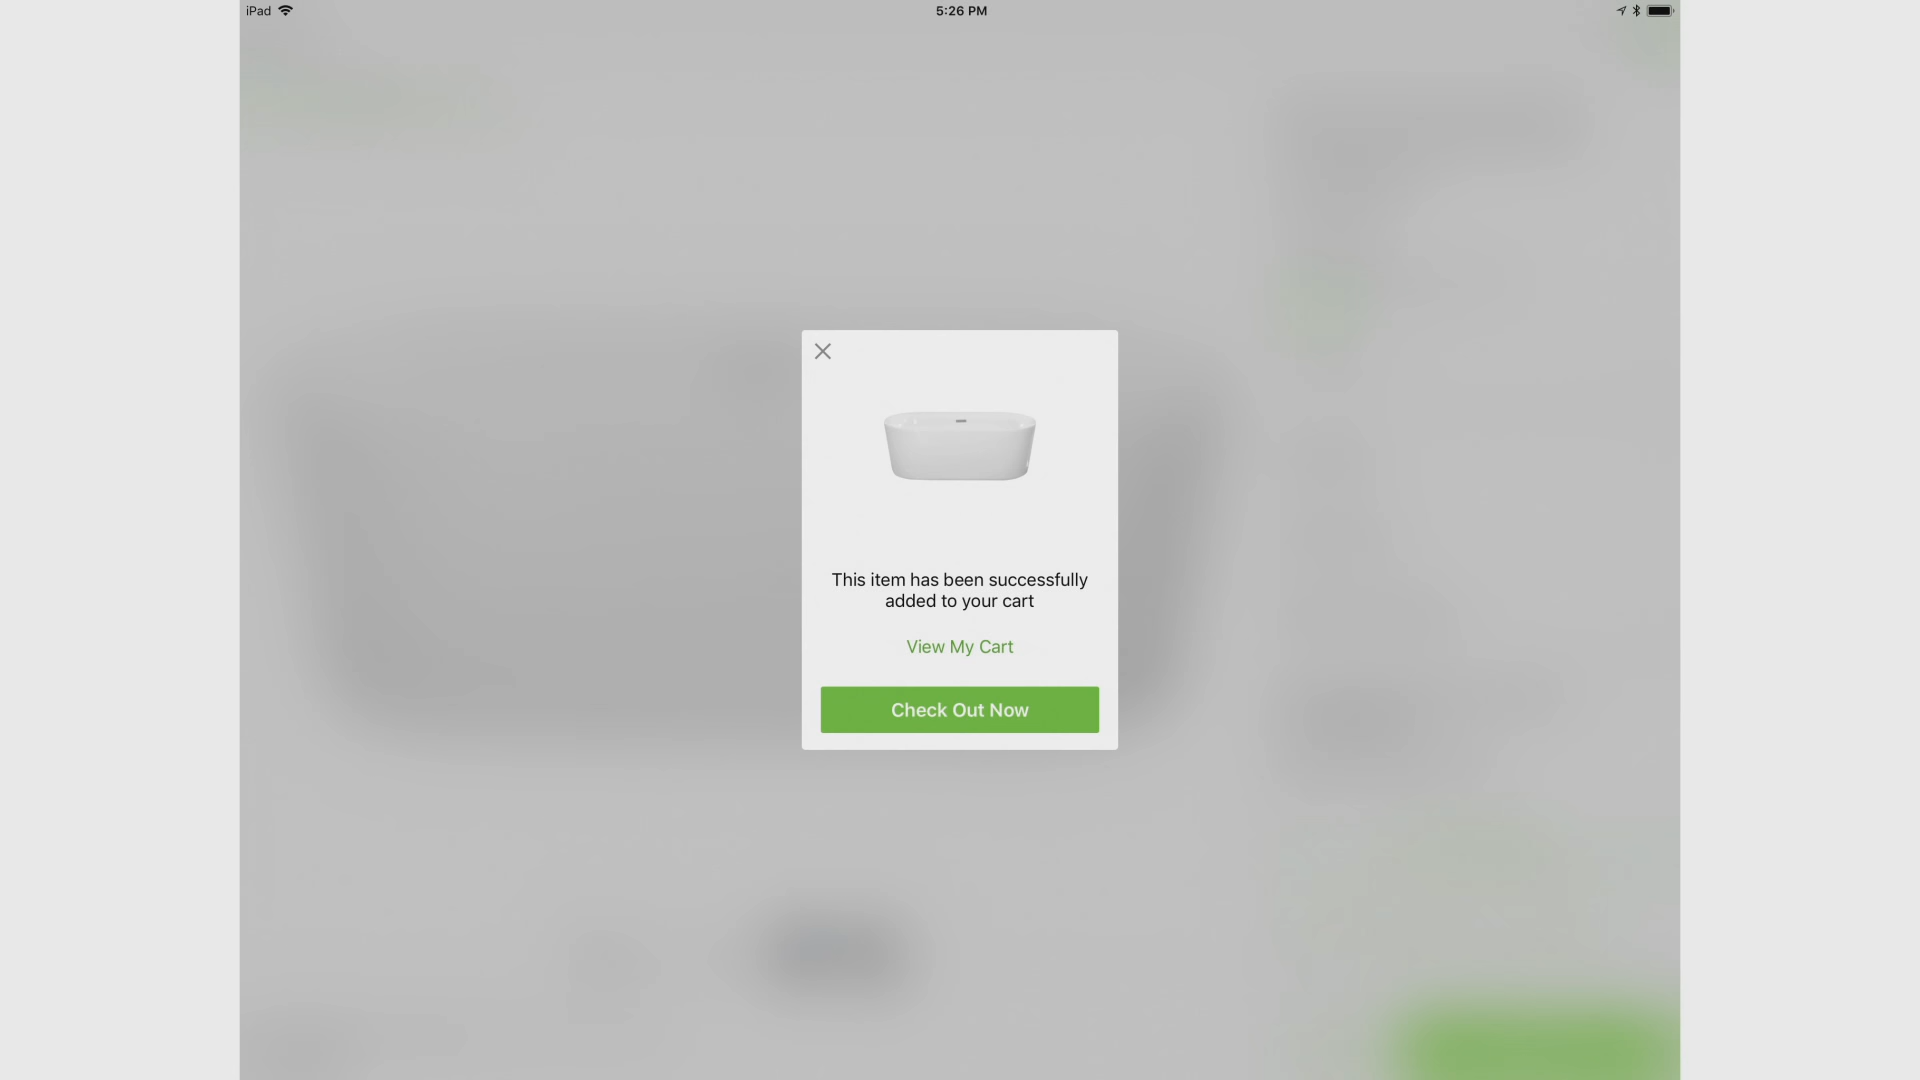 iPad
5:26 PM
This item has been successfully
added to your cart
View My Cart
Check Out Now